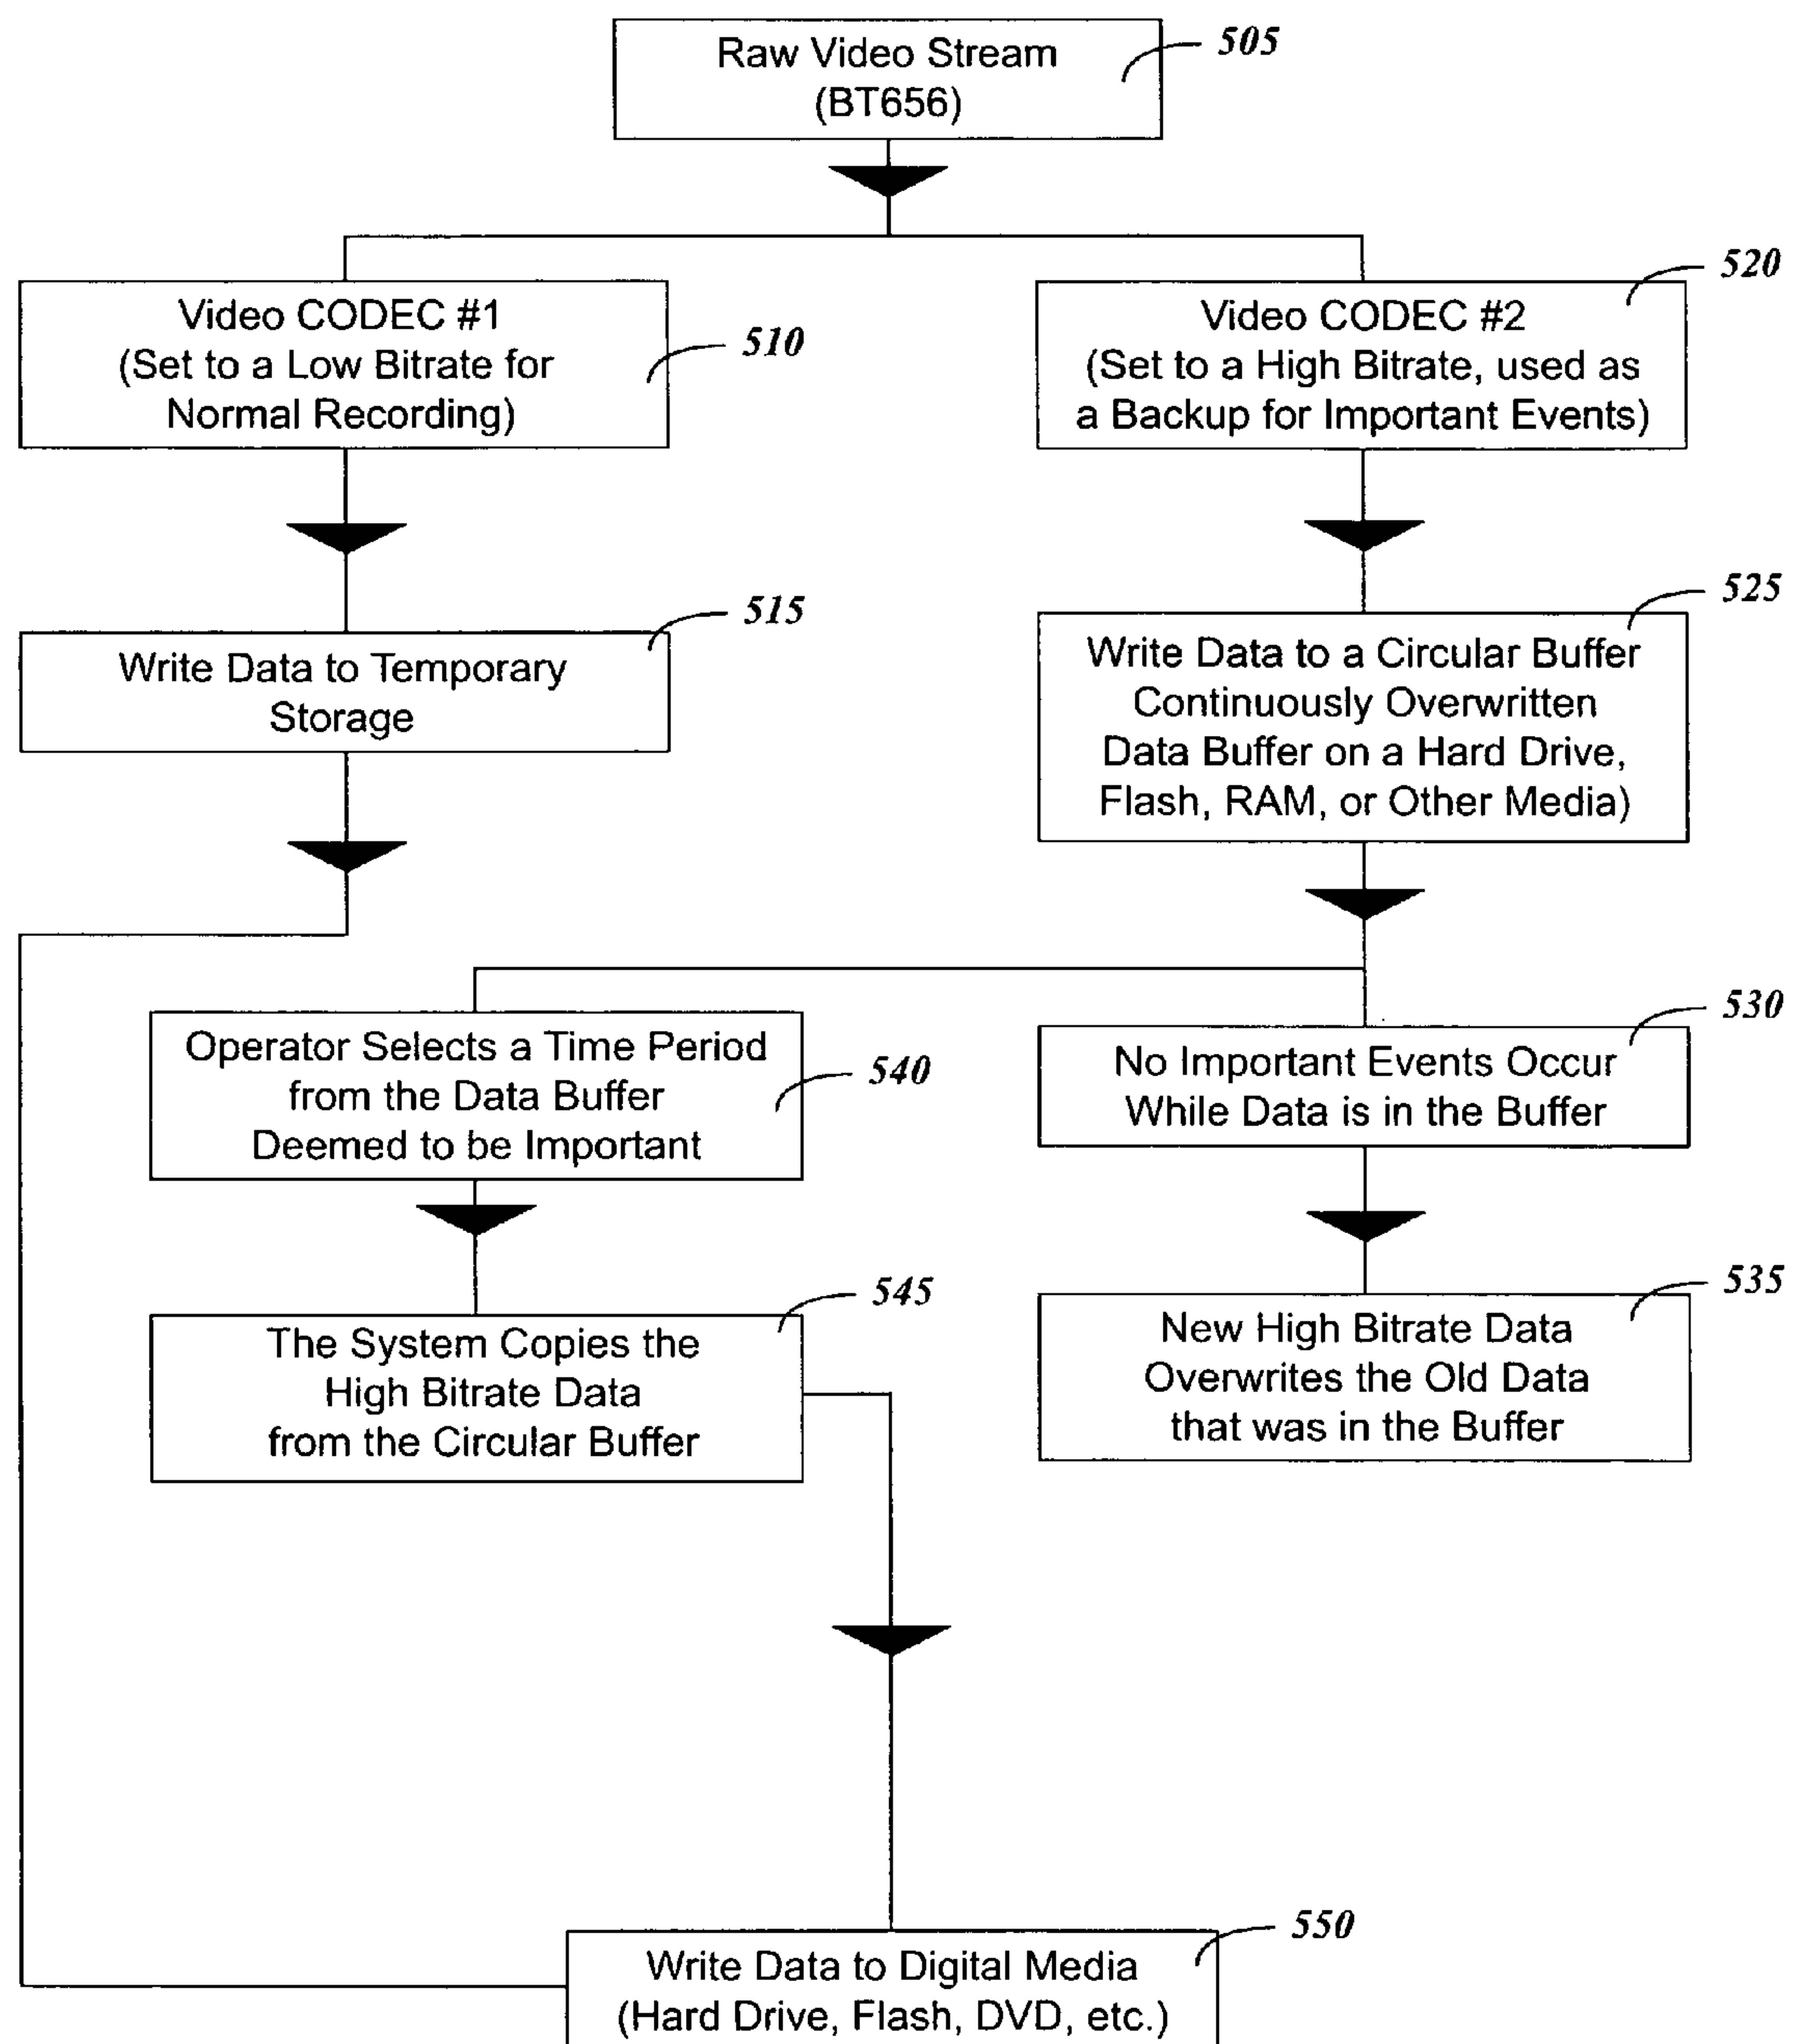 Raw Video Stream
(BT656)
505
Video CODEC #1
(Set to a Low Bitrate for
Normal Recording)
510
Video CODEC #2
(Set to a High Bitrate, used as
a Backup for Important Events)
520
Write Data to Temporary
Storage
515
Write Data to a Circular Buffer
Continuously Overwritten
Data Buffer on a Hard Drive,
Flash, RAM, or Other Media)
525
Operator Selects a Time Period
from the Data Buffer
Deemed to be Important
540
No Important Events Occur
While Data is in the Buffer
530
The System Copies the
High Bitrate Data
from the Circular Buffer
545
New High Bitrate Data
Overwrites the Old Data
that was in the Buffer
535
Write Data to Digital Media
(Hard Drive, Flash, DVD, etc.)
550